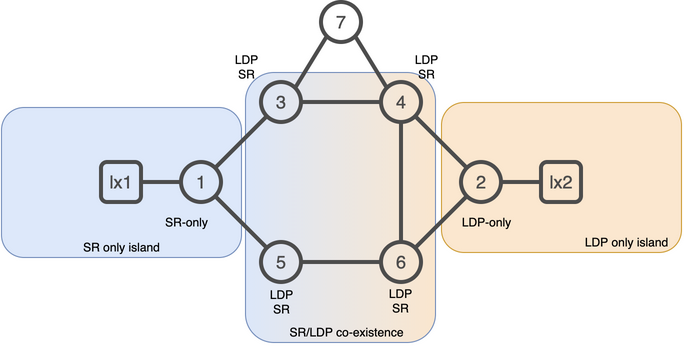 7
LDP
SR
LDP
SR
3
4
lx1
1
2
lx2
SR-only
LDP-only
SR only island
LDP only island
5
6
LDP
SR
LDP
SR
SR/LDP co-existence